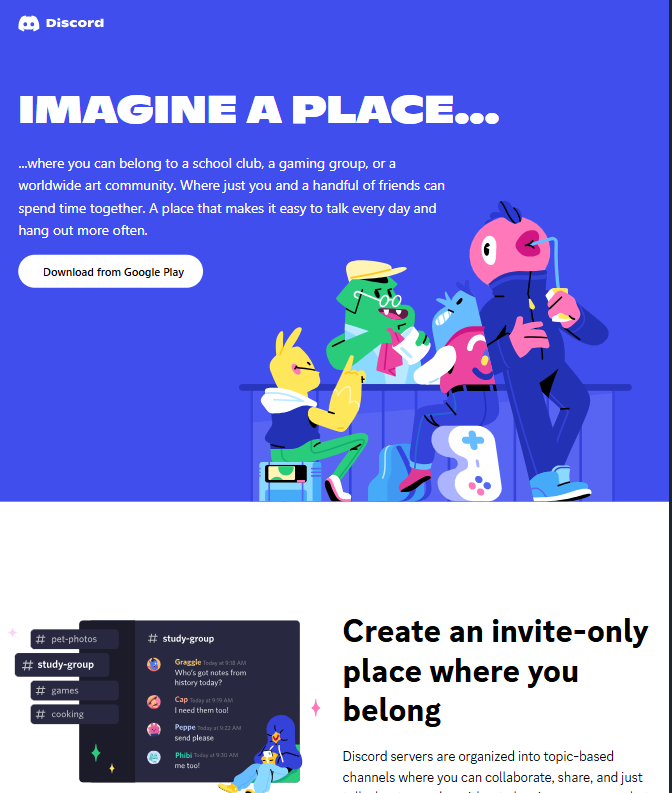 Discord
IMAGINE A PLACE...
...where you can belong to a school club, a gaming group, or a
worldwide art community. Where just you and a handful of friends can
spend time together. A place that makes it easy to talk every day and
hang out more often.
Download from Google Play
# pet-photos
# study-group
# games
# cooking
# study-group
Graggle Today at 9:18 AM
Who's got notes from
history today?
Cap Today at 9:19 AM
I need them too!
Peppe Today at 9:22 AM
send please
Phibi Today at 9:30 AM
me too!
Create an invite-only
place where you
belong
Discord servers are organized into topic-based
channels where you can collaborate, share, and just